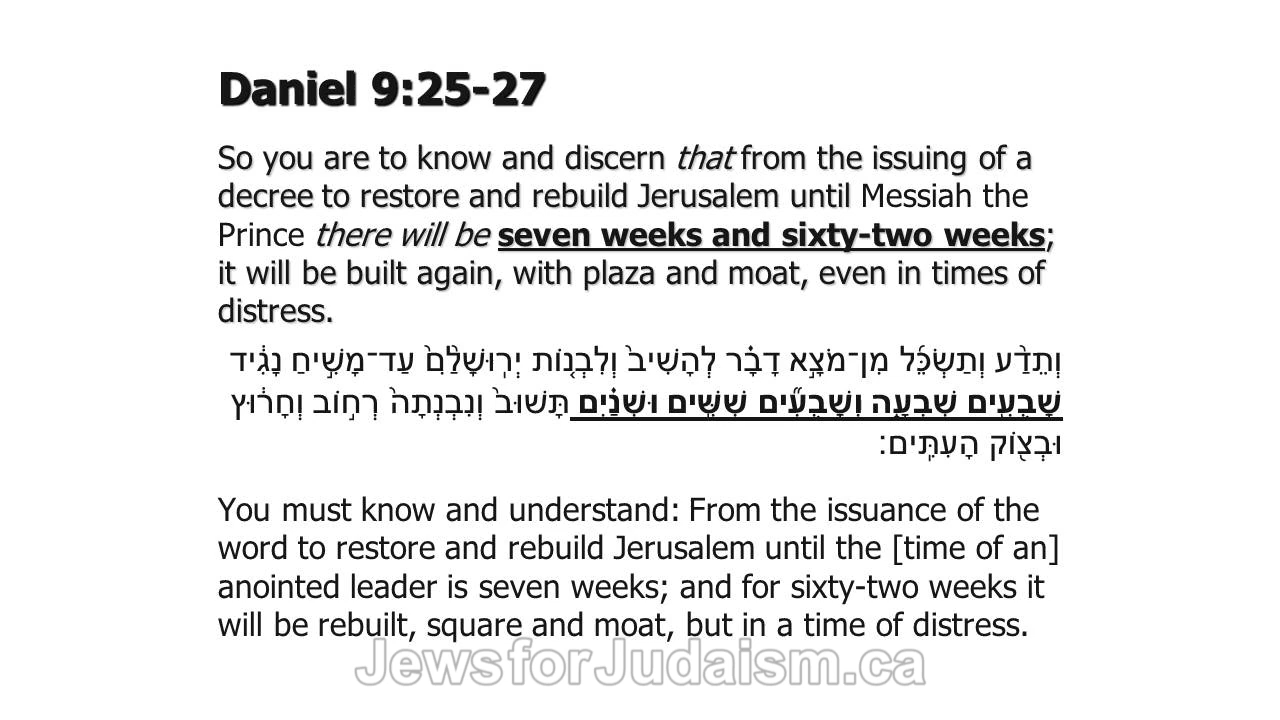 Daniel 9:25-27
So you are to know and discern that from the issuing of a
decree to restore and rebuild Jerusalem until Messiah the
Prince there will be seven weeks and sixty-two weeks;
it will be built again, with plaza and moat, even in times of
distress.
וְתֵדַ֨ע וְתַשְׂכֵּ֜ל מִן־מֹצָ֣א דָבָ֗ר לְהָשִׁיב֙ וְלִבְנ֤וֹת יְרֽוּשָׁלִַ֙ם֙ עַד־מָשִׁ֣יחַ נָגִ֔יד
שָׁבֻעִ֖ים שִׁבְעָ֑ה וְשָׁבֻעִ֞ים שִׁשִּׁ֣ים וּשְׁנַ֗יִם תָּשׁוּב֙ וְנִבְנְתָה֙ רְח֣וֹב וְחָר֔וּץ
וּבְצ֖וֹק הָעִתִּֽים׃
You must know and understand: From the issuance of the
word to restore and rebuild Jerusalem until the [time of an]
anointed leader is seven weeks; and for sixty-two weeks it
will be rebuilt, square and moat, but in a time of distress.
JewsforJudaism.ca